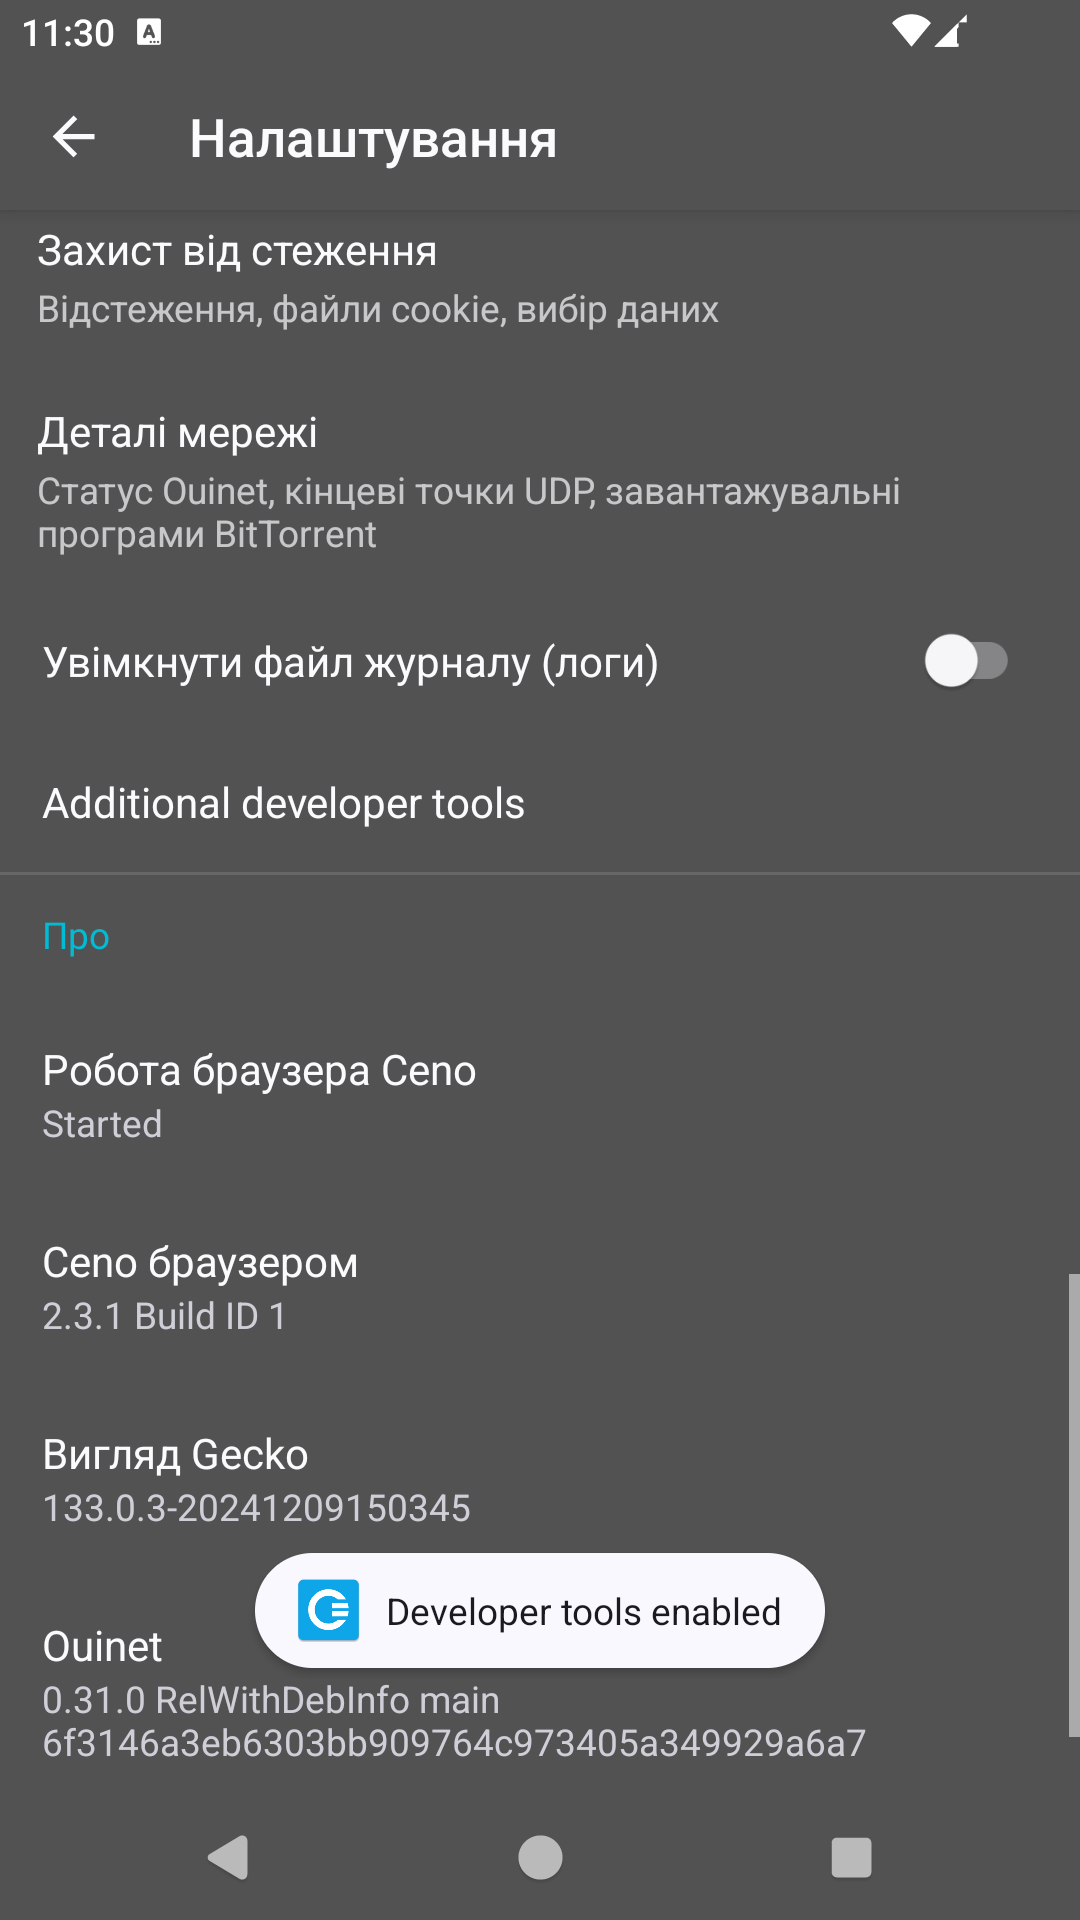 11:30
Налаштування
Захист від стеження
Відстеження, файли cookie, вибір даних
Деталі мережі
Статус Ouinet, кінцеві точки UDP, завантажувальні
програми BitTorrent
Увімкнути файл журналу (логи)
Additional developer tools
Про
Робота браузера Ceno
Started
Ceno браузером
2.3.1 Build ID 1
Вигляд Gecko
133.0.3-20241209150345
Developer tools enabled
Ouinet
0.31.0 RelWithDebInfo main
6f3146a3eb6303bb909764c973405a349929a6a7